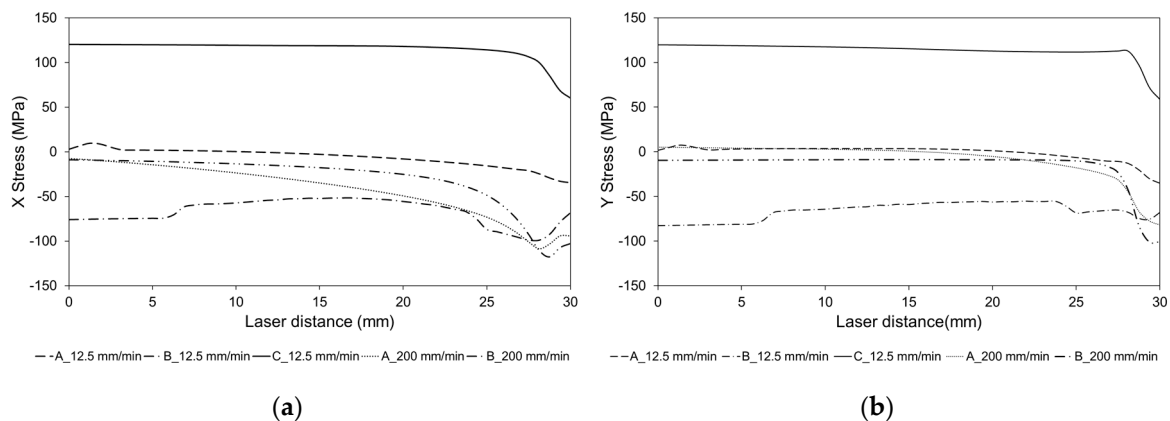 150
100
50
0
-50
-100
-150
X Stress (MPa)
0 5 10 15 20 25 30
Laser distance (mm)
A_12.5 mm/min B_12.5 mm/min C_12.5 mm/min A_200 mm/min B_200 mm/min
(a)
150
100
50
0
-50
-100
-150
Y Stress (MPa)
0 5 10 15 20 25 30
Laser distance(mm)
A_12.5 mm/min B_12.5 mm/min C_12.5 mm/min A_200 mm/min B_200 mm/min
(b)